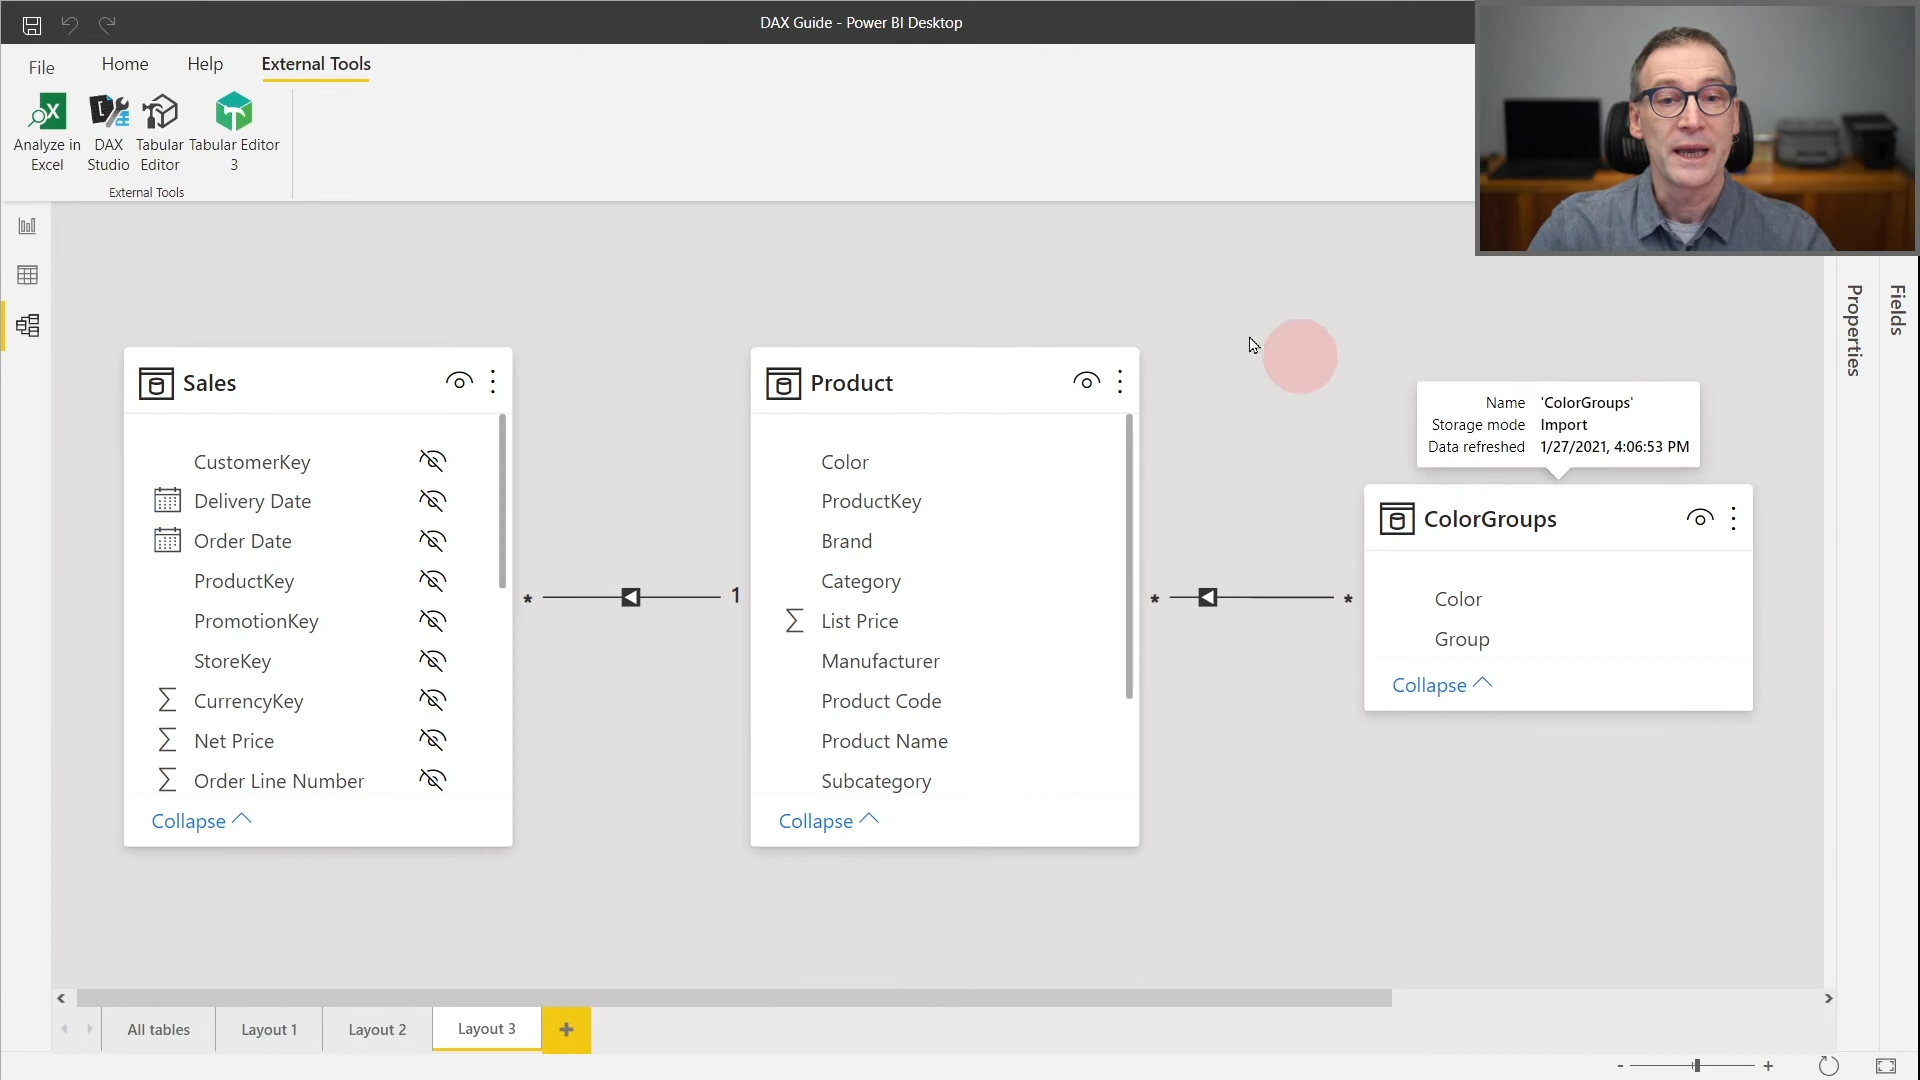 DAX Guide - Power BI Desktop
File
Home
Help
External Tools
Analyze in
Excel
DAX
Studio
Tabular
Editor
Tabular Editor
3
External Tools
Properties
Fields
Sales
CustomerKey
Delivery Date
Order Date
ProductKey
PromotionKey
StoreKey
CurrencyKey
Net Price
Order Line Number
Collapse
* 1
Product
Color
ProductKey
Brand
Category
List Price
Manufacturer
Product Code
Product Name
Subcategory
Collapse
* *
Name 'ColorGroups'
Storage mode Import
Data refreshed 1/27/2021, 4:06:53 PM
ColorGroups
Color
Group
Collapse
All tables
Layout 1
Layout 2
Layout 3
+
- +